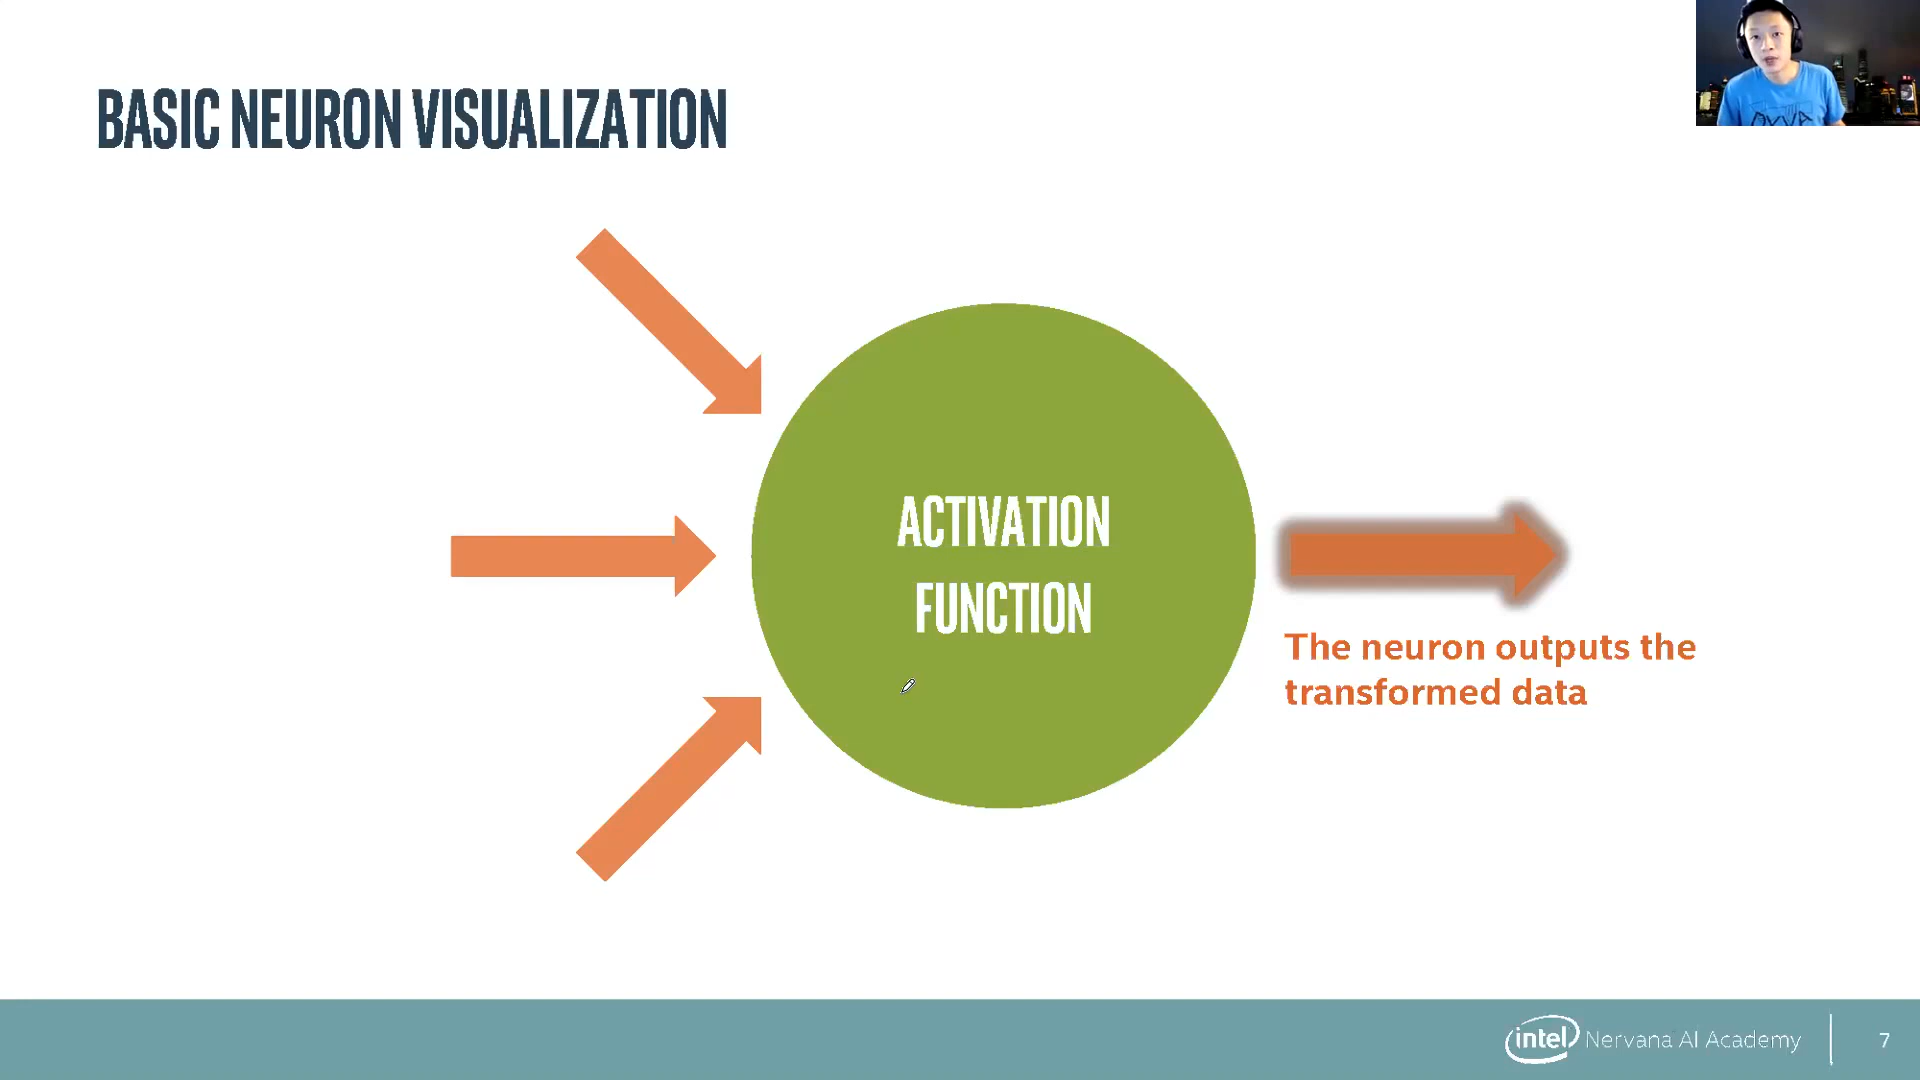 BASIC NEURON VISUALIZATION
ACTIVATION
FUNCTION
The neuron outputs the
transformed data
intel Nervana AI Academy
7